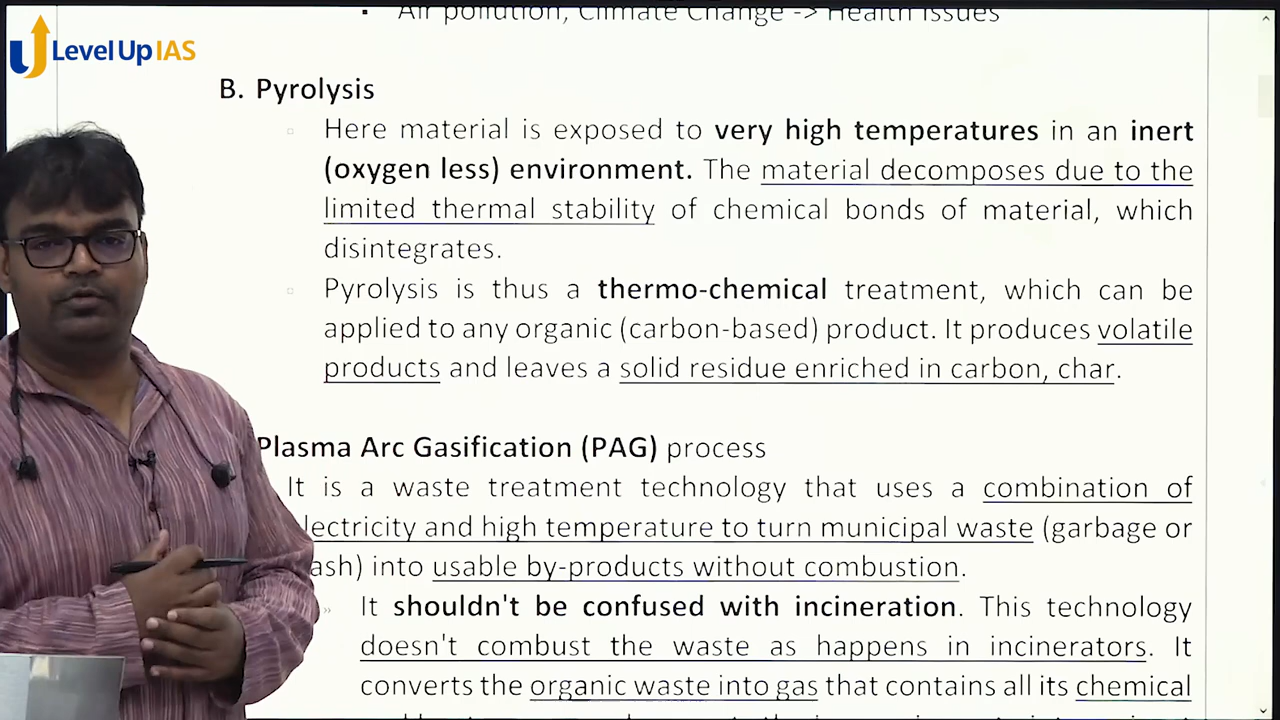 Air pollution, Climate Change -> Health Issues
Level Up IAS
B. Pyrolysis
Here material is exposed to very high temperatures in an inert
(oxygen less) environment. The material decomposes due to the
limited thermal stability of chemical bonds of material, which
disintegrates.
Pyrolysis is thus a thermo-chemical treatment, which can be
applied to any organic (carbon-based) product. It produces volatile
products and leaves a solid residue enriched in carbon, char.
Plasma Arc Gasification (PAG) process
It is a waste treatment technology that uses a combination of
lectricity and high temperature to turn municipal waste (garbage or
ash) into usable by-products without combustion.
» It shouldn't be confused with incineration. This technology
doesn't combust the waste as happens in incinerators. It
converts the organic waste into gas that contains all its chemical